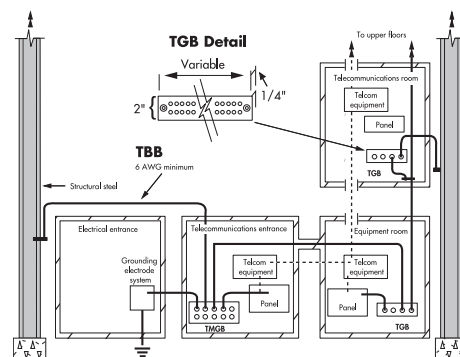 TGB Detail
Variable
1/4"
2"
To upper floors
Telecommunications room
Telcom
equipment
Panel
TGB
TBB
6 AWG minimum
Structural steel
Electrical entrance
Grounding
electrode
system
Telecommunications entrance
Telcom
equipment
Panel
TMGB
Equipment room
Telcom
equipment
Panel
TGB